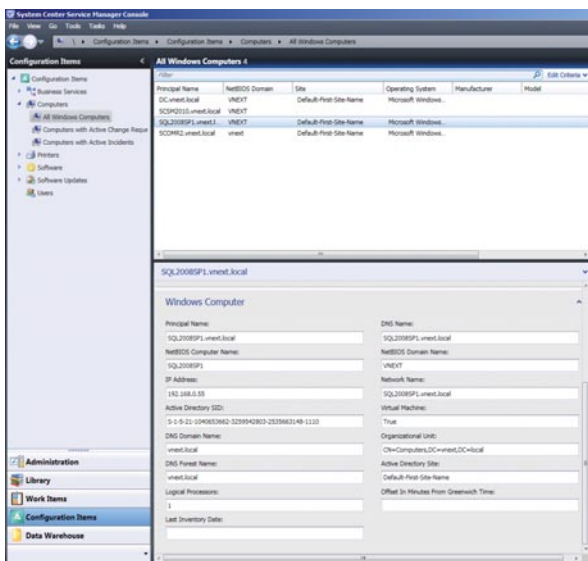 System Center Service Manager Console
File View Go Tools Tasks Help
Configuration Items Configuration Items Computers All Windows Computers
Configuration Items
Configuration Items
Business Services
Computers
All Windows Computers
Computers with Active Change Reque
Computers with Active Incidents
Printers
Software
Software Updates
Users
Administration
Library
Work Items
Configuration Items
Data Warehouse
All Windows Computers 4
Filter Edit Criteria
Principal Name NetBIOS Domain Site Operating System Manufacturer Model
DC.vnext.local VNEXT Default-First-Site-Name Microsoft Windows...
SCSM2010.vnext.local VNEXT
SQL2008SP1.vnext.l... VNEXT Default-First-Site-Name Microsoft Windows...
SCOMR2.vnext.local vnext Default-First-Site-Name Microsoft Windows...
SQL2008SP1.vnext.local
Windows Computer
Principal Name: DNS Name:
SQL2008SP1.vnext.local SQL2008SP1.vnext.local
NetBIOS Computer Name: NetBIOS Domain Name:
SQL2008SP1 VNEXT
IP Address: Network Name:
192.168.0.55 SQL2008SP1.vnext.local
Active Directory SID: Virtual Machine:
S-1-5-21-1040653662-3259542803-2535663148-1110 True
DNS Domain Name: Organizational Unit:
vnext.local CN=Computers,DC=vnext,DC=local
DNS Forest Name: Active Directory Site:
vnext.local Default-First-Site-Name
Logical Processors: Offset In Minutes From Greenwich Time:
1
Last Inventory Date: